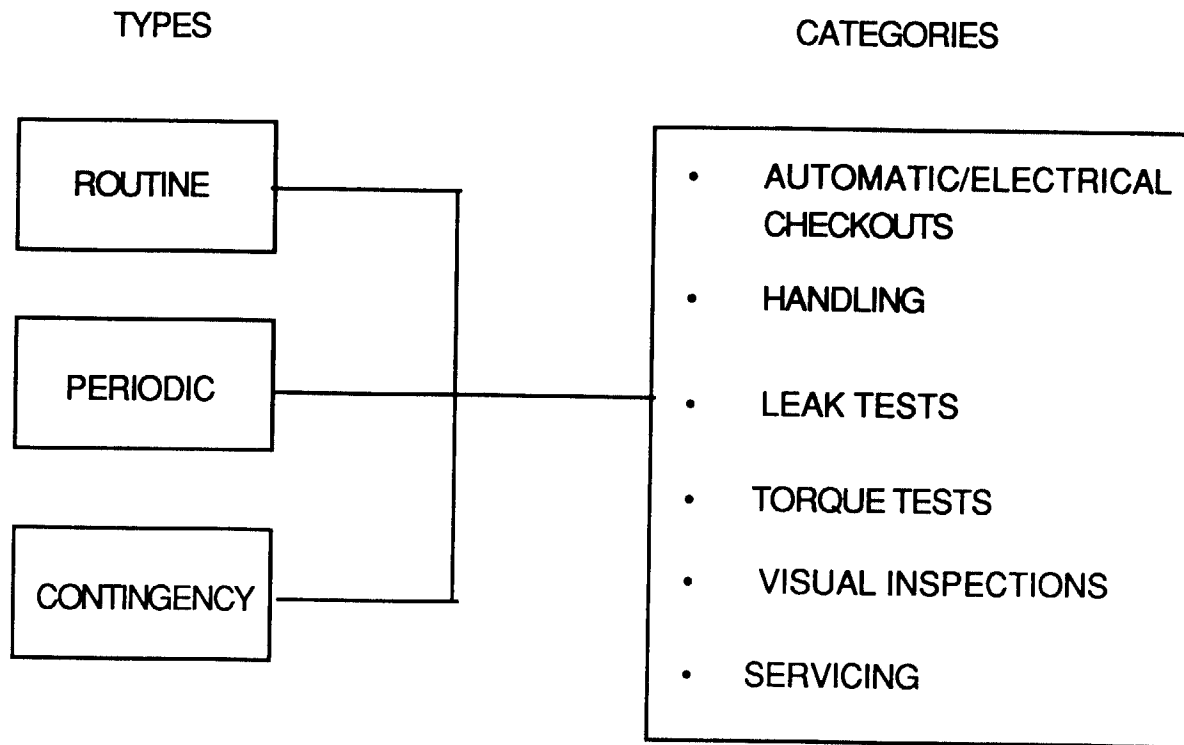 TYPES
CATEGORIES
ROUTINE
PERIODIC
CONTINGENCY
• AUTOMATIC/ELECTRICAL
CHECKOUTS
• HANDLING
• LEAK TESTS
• TORQUE TESTS
• VISUAL INSPECTIONS
• SERVICING